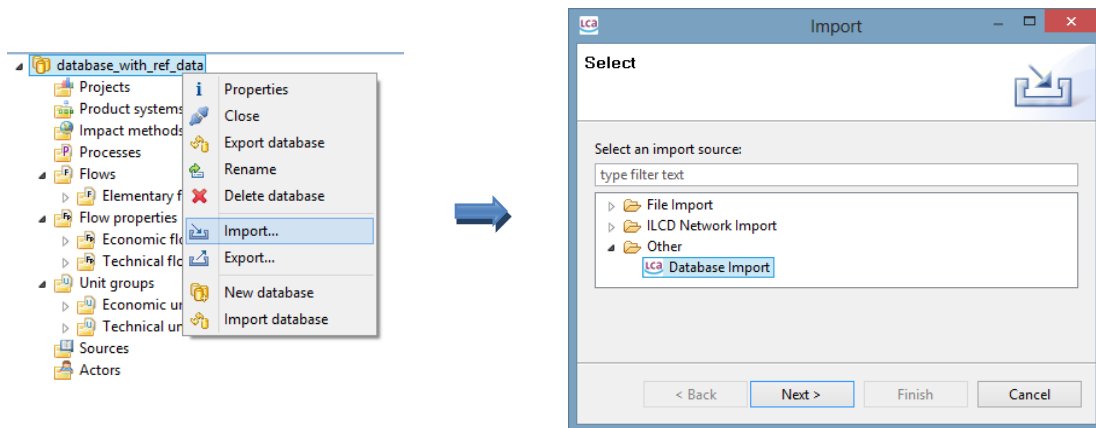 database_with_ref_data
Projects
Product systems
Impact methods
Processes
Flows
Elementary f
Flow properties
Economic flo
Technical flo
Unit groups
Economic un
Technical un
Sources
Actors
Properties
Close
Export database
Rename
Delete database
Import...
Export...
New database
Import database
LCA
Import
Select
Select an import source:
type filter text
File Import
ILCD Network Import
Other
LCA Database Import
< Back
Next >
Finish
Cancel